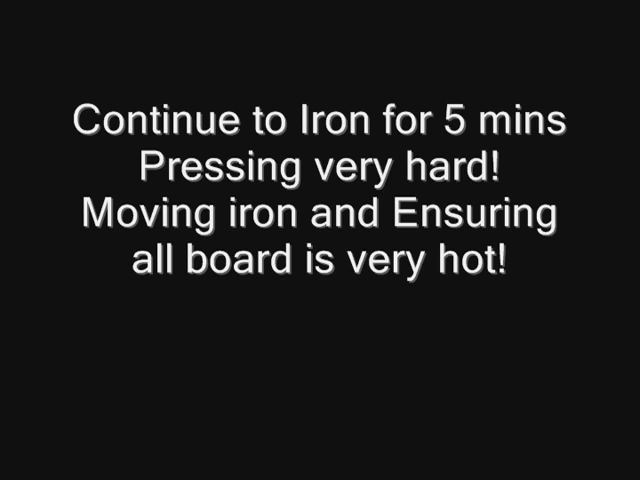 Continue to Iron for 5 mins
Pressing very hard!
Moving iron and Ensuring
all board is very hot!